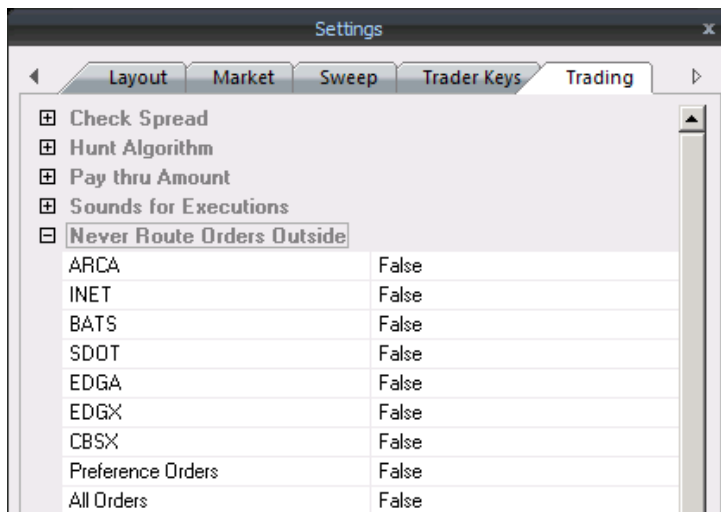 Settings x
Layout Market Sweep Trader Keys Trading
Check Spread
Hunt Algorithm
Pay thru Amount
Sounds for Executions
Never Route Orders Outside
ARCA False
INET False
BATS False
SDOT False
EDGA False
EDGX False
CBSX False
Preference Orders False
All Orders False